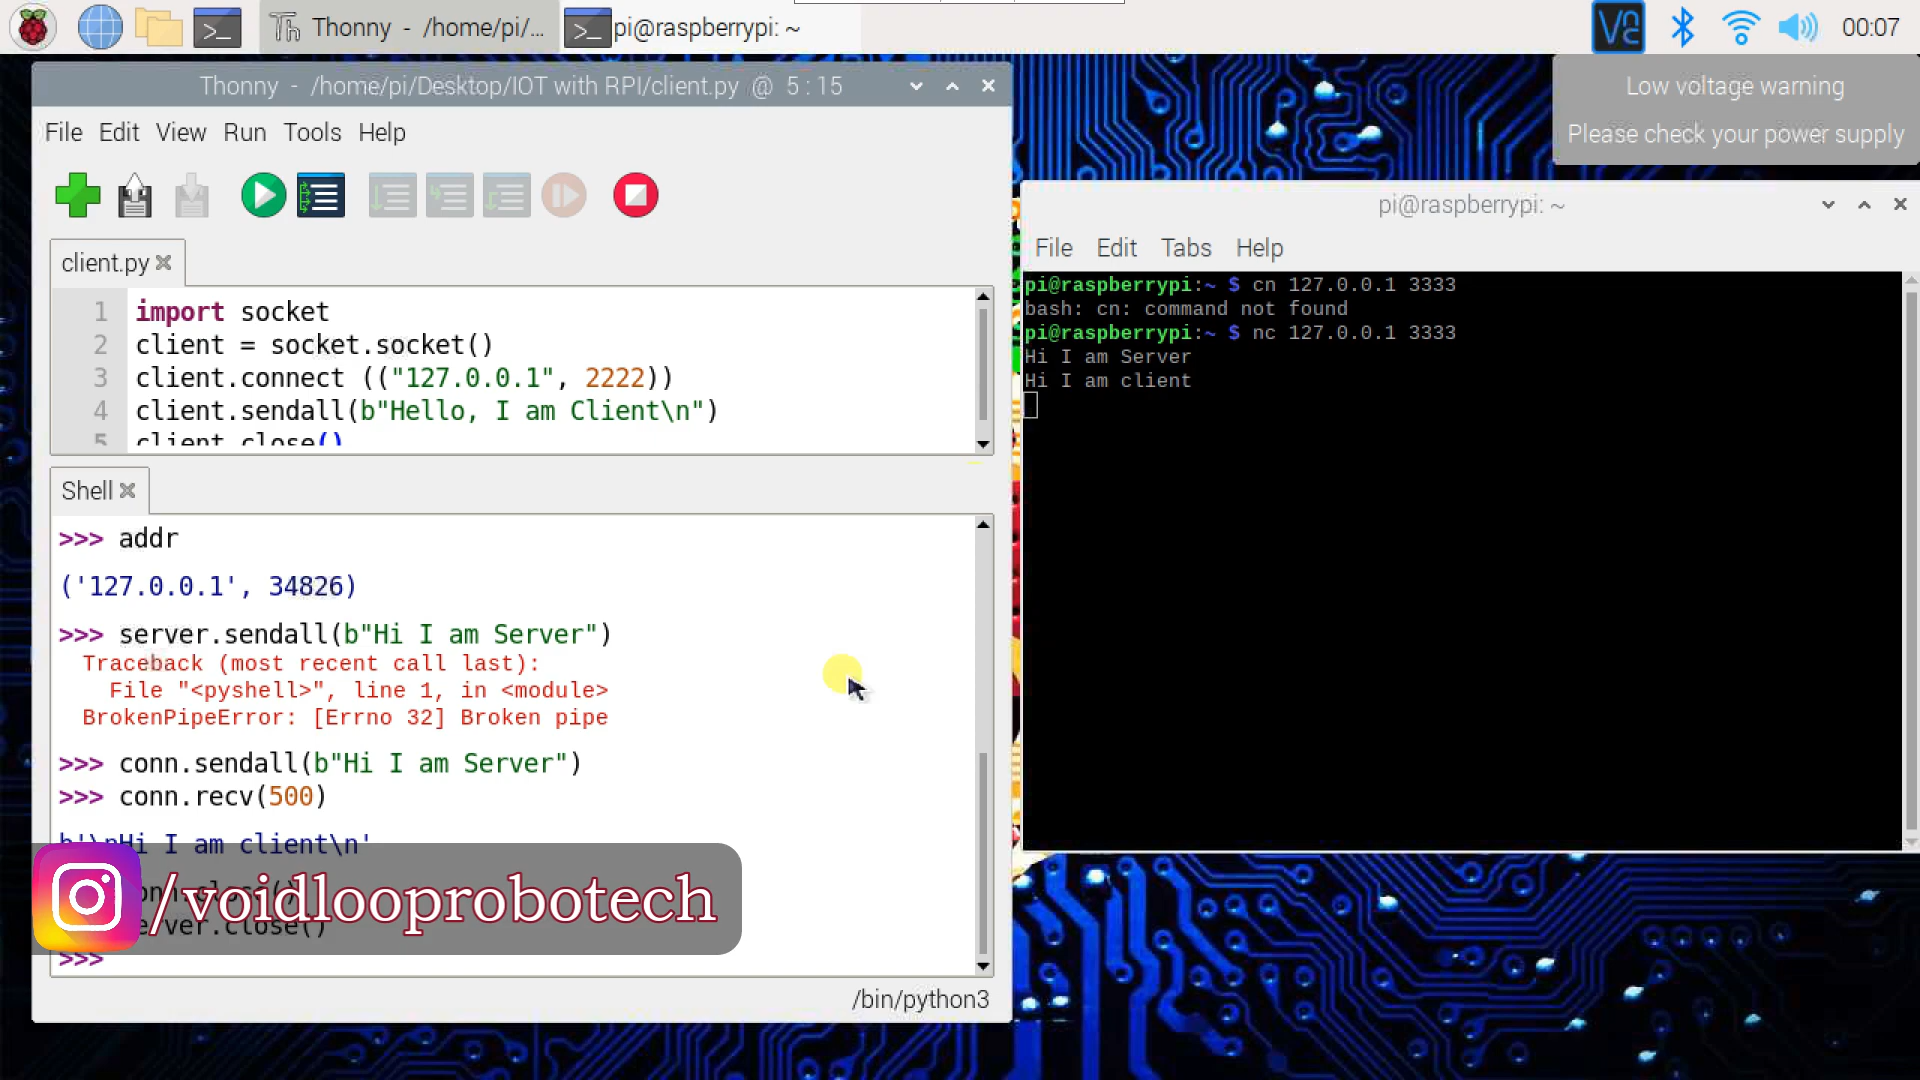 Thonny - /home/pi/...
pi@raspberrypi: ~
VNC
00:07
Thonny - /home/pi/Desktop/IOT with RPI/client.py @ 5 : 15
Low voltage warning
Please check your power supply
File Edit View Run Tools Help
client.py
1 import socket
2 client = socket.socket()
3 client.connect (("127.0.0.1", 2222))
4 client.sendall(b"Hello, I am Client\n")
5 client.close()
Shell
>>> addr
('127.0.0.1', 34826)
>>> server.sendall(b"Hi I am Server")
Traceback (most recent call last):
File "<pyshell>", line 1, in <module>
BrokenPipeError: [Errno 32] Broken pipe
>>> conn.sendall(b"Hi I am Server")
>>> conn.recv(500)
b'\nHi I am client\n'
conn.close()
server.close()
>>>
/voidlooprobotech
/bin/python3
pi@raspberrypi: ~
File Edit Tabs Help
pi@raspberrypi:~ $ cn 127.0.0.1 3333
bash: cn: command not found
pi@raspberrypi:~ $ nc 127.0.0.1 3333
Hi I am Server
Hi I am client